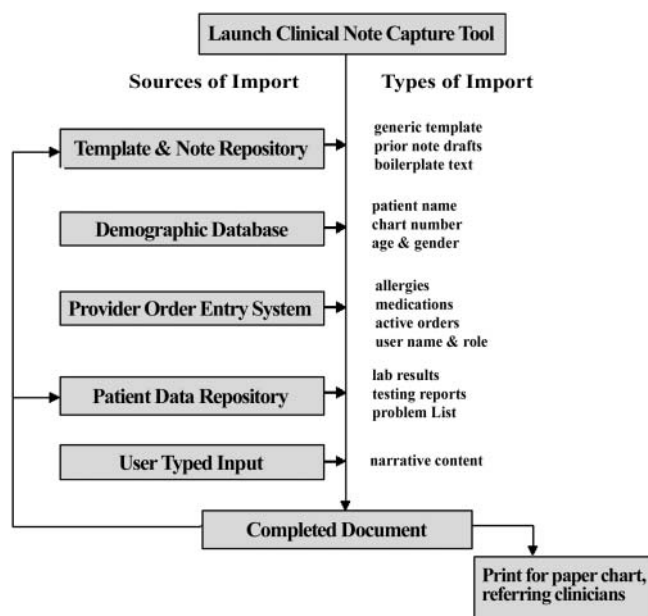 Launch Clinical Note Capture Tool
Sources of Import
Types of Import
Template & Note Repository
generic template
prior note drafts
boilerplate text
Demographic Database
patient name
chart number
age & gender
Provider Order Entry System
allergies
medications
active orders
user name & role
Patient Data Repository
lab results
testing reports
problem List
User Typed Input
narrative content
Completed Document
Print for paper chart,
referring clinicians